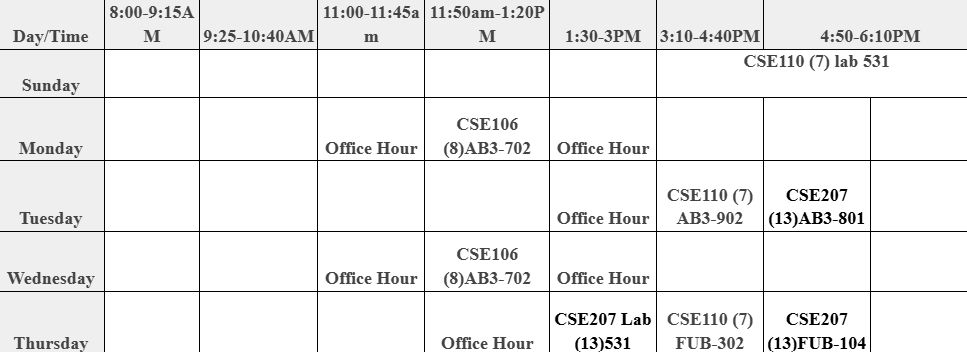 Day/Time 8:00-9:15A 9:25-10:40AM 11:00-11:45a 11:50am-1:20P 1:30-3PM 3:10-4:40PM 4:50-6:10PM
M m M
Sunday CSE110 (7) lab 531
Monday Office Hour CSE106 Office Hour
(8)AB3-702
Tuesday Office Hour CSE110 (7) CSE207
AB3-902 (13)AB3-801
Wednesday Office Hour CSE106 Office Hour
(8)AB3-702
Thursday Office Hour CSE207 Lab CSE110 (7) CSE207
(13)531 FUB-302 (13)FUB-104